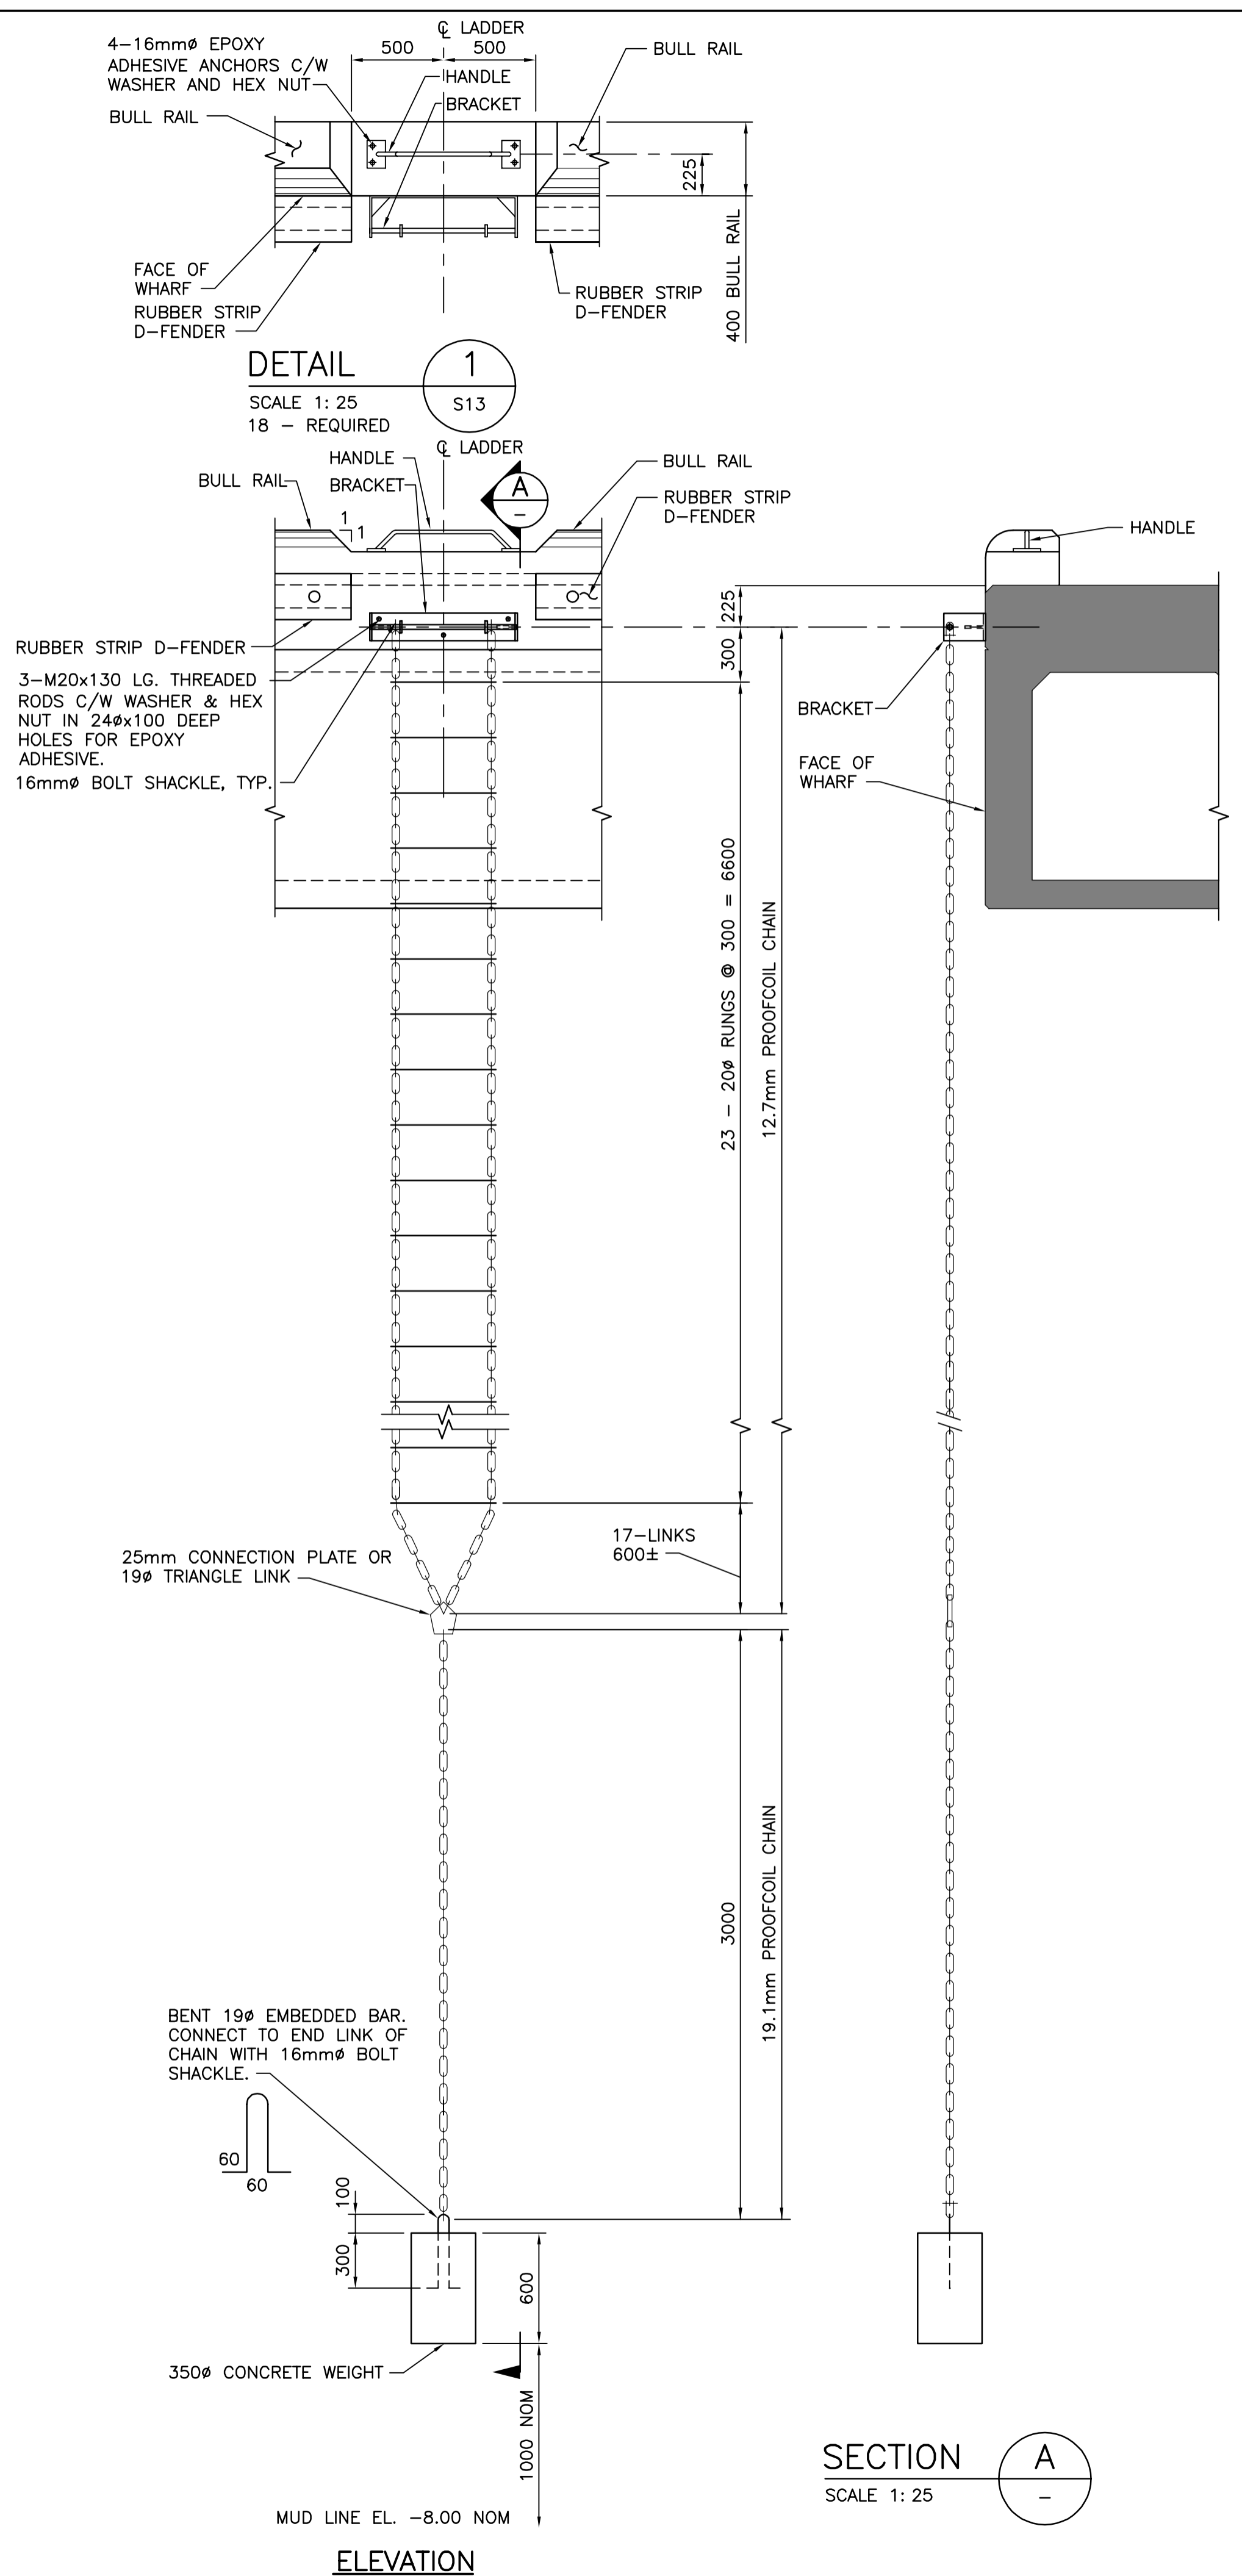 ℄ LADDER
4-16mmø EPOXY
ADHESIVE ANCHORS C/W
WASHER AND HEX NUT
500
500
BULL RAIL
HANDLE
BRACKET
BULL RAIL
225
400 BULL RAIL
FACE OF
WHARF
RUBBER STRIP
D-FENDER
RUBBER STRIP
D-FENDER
DETAIL
1
S13
SCALE 1:25
18 - REQUIRED
℄ LADDER
HANDLE
BRACKET
BULL RAIL
A
-
BULL RAIL
RUBBER STRIP
D-FENDER
1
1
HANDLE
225
300
RUBBER STRIP D-FENDER
3-M20x130 LG. THREADED
RODS C/W WASHER & HEX
NUT IN 24øx100 DEEP
HOLES FOR EPOXY
ADHESIVE.
16mmø BOLT SHACKLE, TYP.
BRACKET
FACE OF
WHARF
23 - 20ø RUNGS @ 300 = 6600
12.7mm PROOFCOIL CHAIN
17-LINKS
600±
25mm CONNECTION PLATE OR
19ø TRIANGLE LINK
3000
19.1mm PROOFCOIL CHAIN
BENT 19ø EMBEDDED BAR.
CONNECT TO END LINK OF
CHAIN WITH 16mmø BOLT
SHACKLE.
60
60
100
300
600
350ø CONCRETE WEIGHT
1000 NOM
MUD LINE EL. -8.00 NOM
ELEVATION
SECTION
A
-
SCALE 1:25